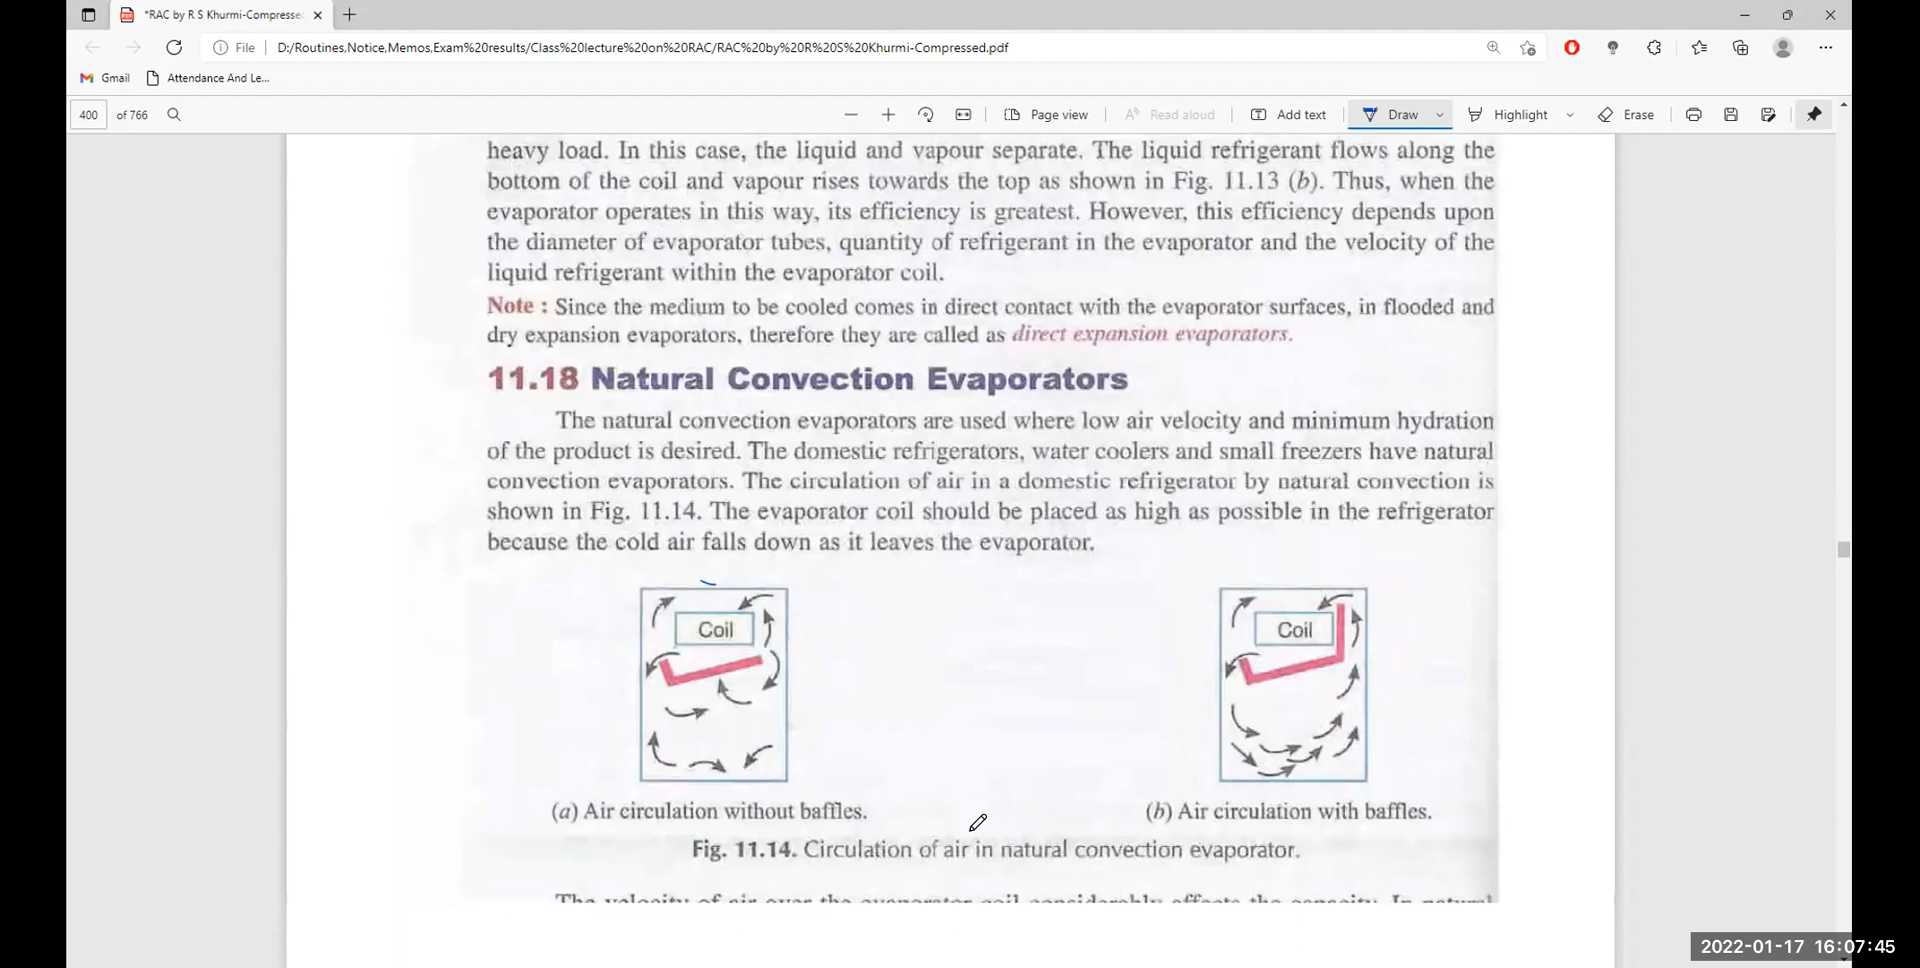 *RAC by R S Khurmi-Compresse
File
D:/Routines,Notice,Memos,Exam%20results/Class%20lecture%20on%20RAC/RAC%20by%20R%20S%20Khurmi-Compressed.pdf
Gmail
Attendance And Le...
400 of 766
Page view
Read aloud
Add text
Draw
Highlight
Erase
heavy load. In this case, the liquid and vapour separate. The liquid refrigerant flows along the
bottom of the coil and vapour rises towards the top as shown in Fig. 11.13 (b). Thus, when the
evaporator operates in this way, its efficiency is greatest. However, this efficiency depends upon
the diameter of evaporator tubes, quantity of refrigerant in the evaporator and the velocity of the
liquid refrigerant within the evaporator coil.
Note : Since the medium to be cooled comes in direct contact with the evaporator surfaces, in flooded and
dry expansion evaporators, therefore they are called as direct expansion evaporators.
11.18 Natural Convection Evaporators
The natural convection evaporators are used where low air velocity and minimum hydration
of the product is desired. The domestic refrigerators, water coolers and small freezers have natural
convection evaporators. The circulation of air in a domestic refrigerator by natural convection is
shown in Fig. 11.14. The evaporator coil should be placed as high as possible in the refrigerator
because the cold air falls down as it leaves the evaporator.
Coil
Coil
(a) Air circulation without baffles.
(b) Air circulation with baffles.
Fig. 11.14. Circulation of air in natural convection evaporator.
The velocity of air over the evaporator coil considerably affects the capacity. In natural
2022-01-17 16:07:45